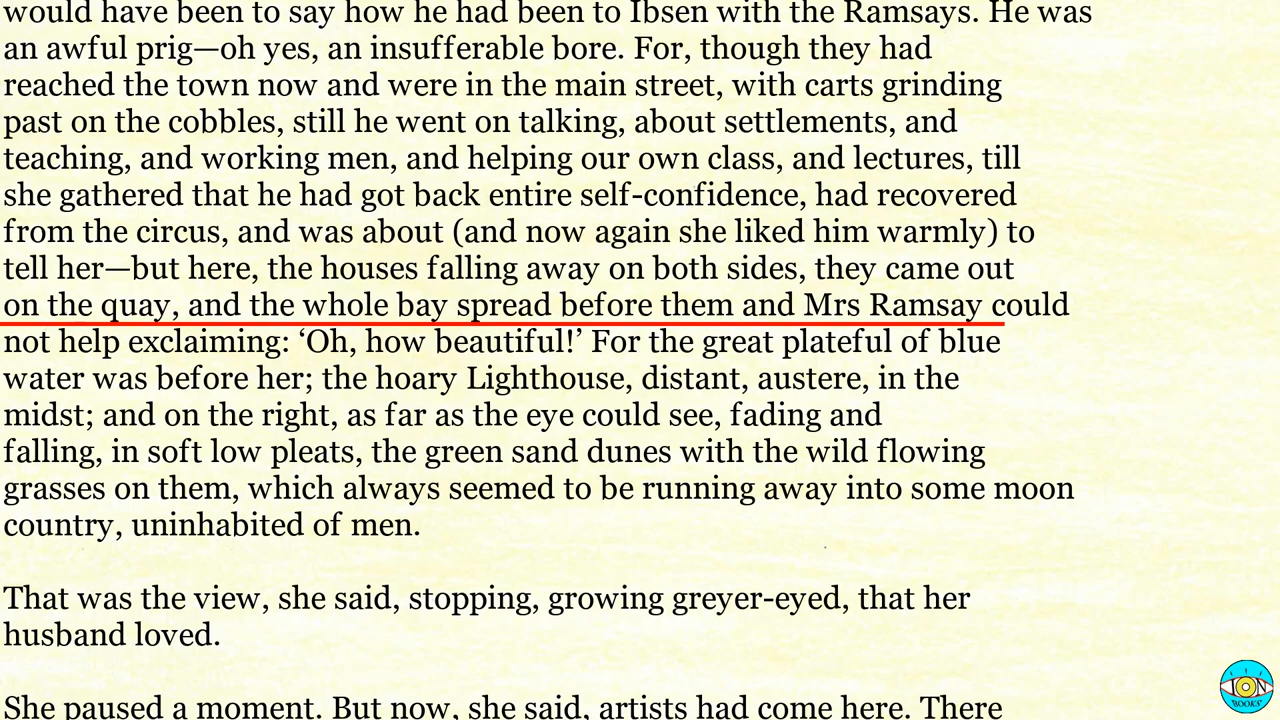 would have been to say how he had been to Ibsen with the Ramsays. He was
an awful prig—oh yes, an insufferable bore. For, though they had
reached the town now and were in the main street, with carts grinding
past on the cobbles, still he went on talking, about settlements, and
teaching, and working men, and helping our own class, and lectures, till
she gathered that he had got back entire self-confidence, had recovered
from the circus, and was about (and now again she liked him warmly) to
tell her—but here, the houses falling away on both sides, they came out
on the quay, and the whole bay spread before them and Mrs Ramsay could
not help exclaiming: ‘Oh, how beautiful!’ For the great plateful of blue
water was before her; the hoary Lighthouse, distant, austere, in the
midst; and on the right, as far as the eye could see, fading and
falling, in soft low pleats, the green sand dunes with the wild flowing
grasses on them, which always seemed to be running away into some moon
country, uninhabited of men.
That was the view, she said, stopping, growing greyer-eyed, that her
husband loved.
She paused a moment. But now, she said, artists had come here. There
ION
BOOKS